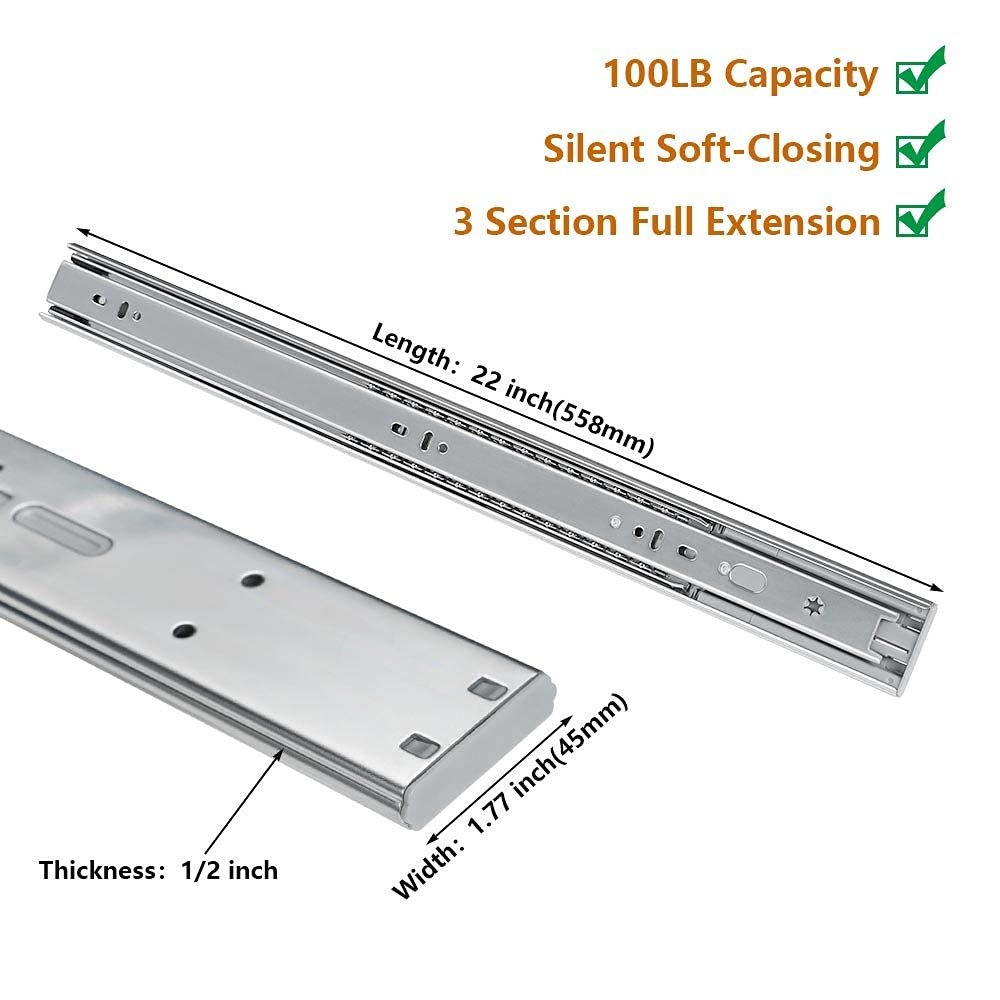 100LB Capacity
Silent Soft-Closing
3 Section Full Extension
Length: 22 inch(558mm)
Width: 1.77 inch(45mm)
Thickness: 1/2 inch